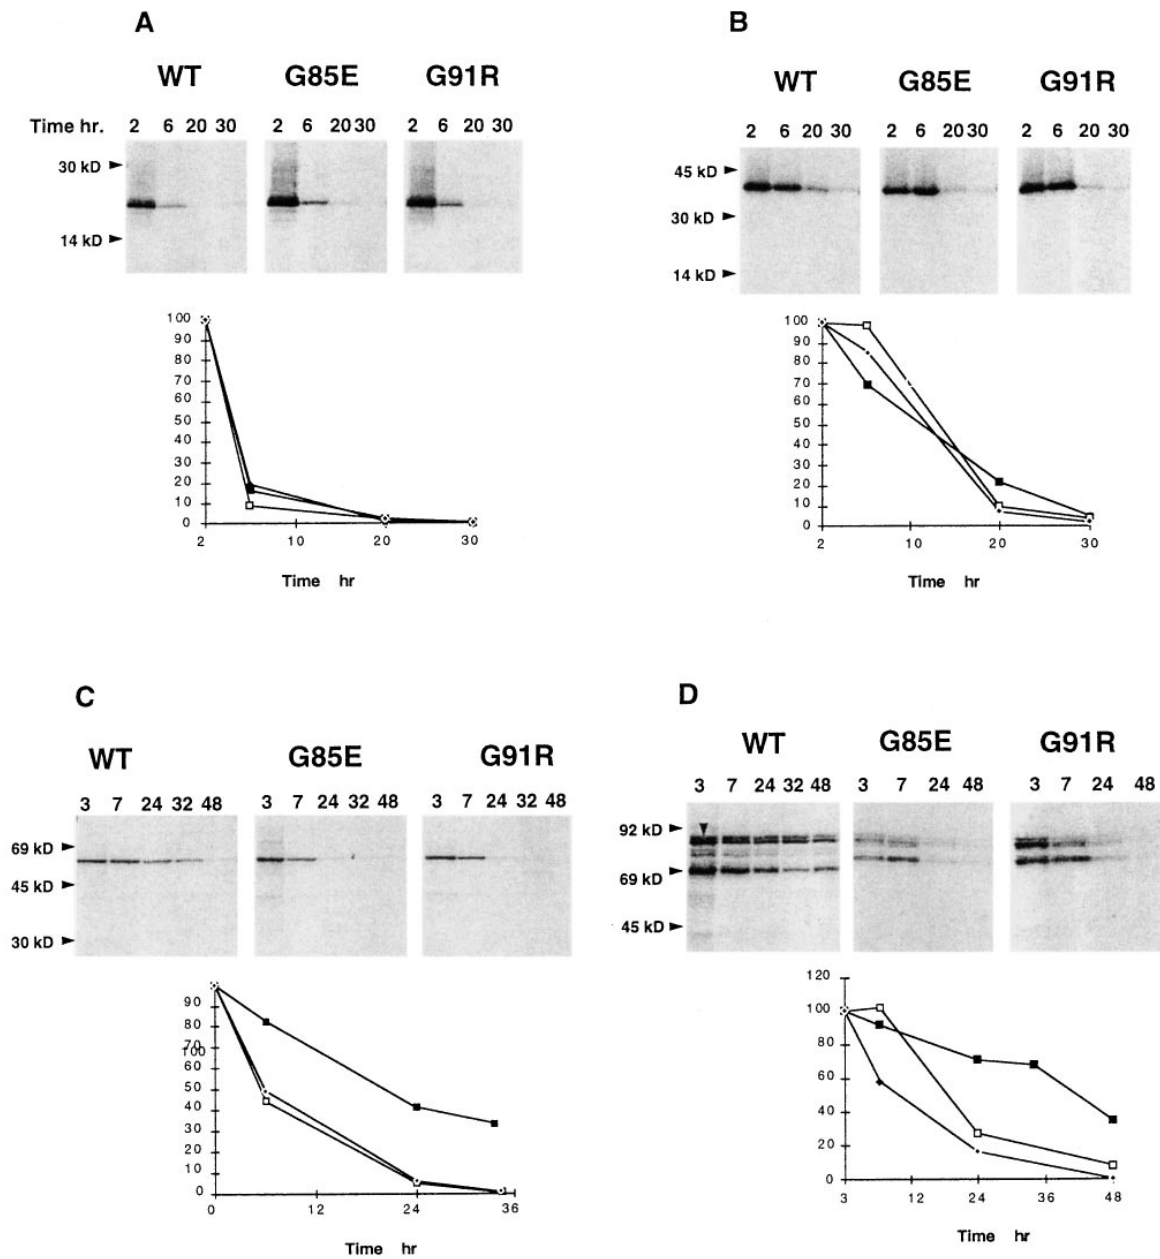 A
WT G85E G91R
Time hr. 2 6 20 30 2 6 20 30 2 6 20 30
30 kD
14 kD
100
90
80
70
60
50
40
30
20
10
0
2 10 20 30
Time hr
B
WT G85E G91R
2 6 20 30 2 6 20 30 2 6 20 30
45 kD
30 kD
14 kD
100
90
80
70
60
50
40
30
20
10
0
2 10 20 30
Time hr
C
WT G85E G91R
3 7 24 32 48 3 7 24 32 48 3 7 24 32 48
69 kD
45 kD
30 kD
90
80
70
100
60
50
40
30
20
10
0
0 12 24 36
Time hr
D
WT G85E G91R
3 7 24 32 48 3 7 24 48 3 7 24 48
92 kD
69 kD
45 kD
120
100
80
60
40
20
0
3 12 24 36 48
Time hr